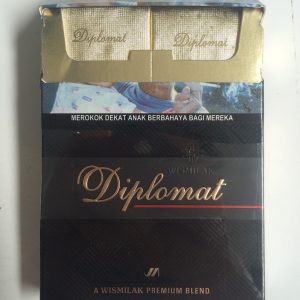 Diplomat
Diplomat
MEROKOK DEKAT ANAK BERBAHAYA BAGI MEREKA
WISMILAK
Diplomat
A WISMILAK PREMIUM BLEND